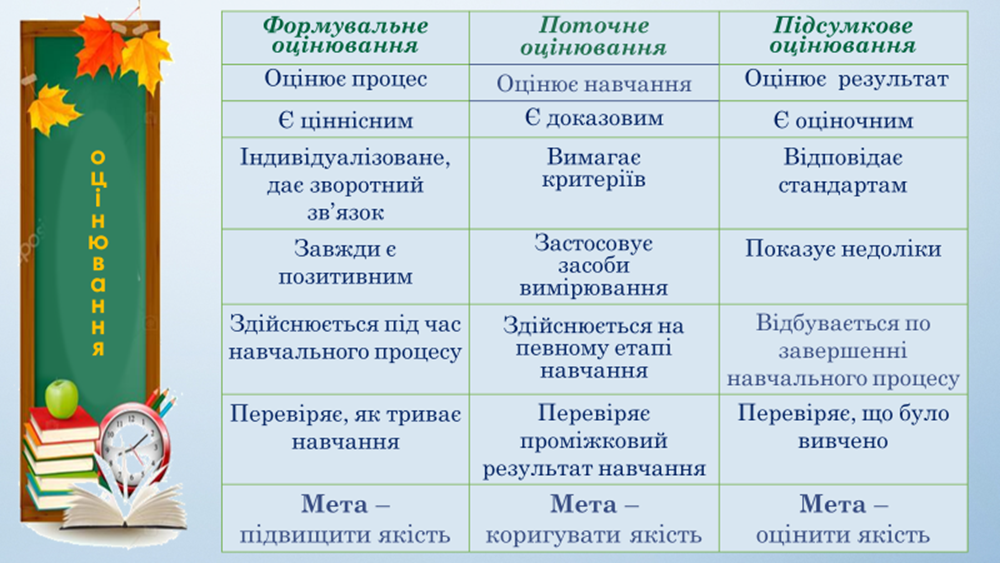 оцінювання
Формувальне
оцінювання
Поточне
оцінювання
Підсумкове
оцінювання
Оцінює процес
Оцінює навчання
Оцінює результат
Є ціннісним
Є доказовим
Є оціночним
Індивідуалізоване,
дає зворотний
зв’язок
Вимагає
критеріїв
Відповідає
стандартам
Завжди є
позитивним
Застосовує
засоби
вимірювання
Показує недоліки
Здійснюється під час
навчального процесу
Здійснюється на
певному етапі
навчання
Відбувається по
завершенні
навчального процесу
Перевіряє, як триває
навчання
Перевіряє
проміжковий
результат навчання
Перевіряє, що було
вивчено
Мета –
підвищити якість
Мета –
коригувати якість
Мета –
оцінити якість